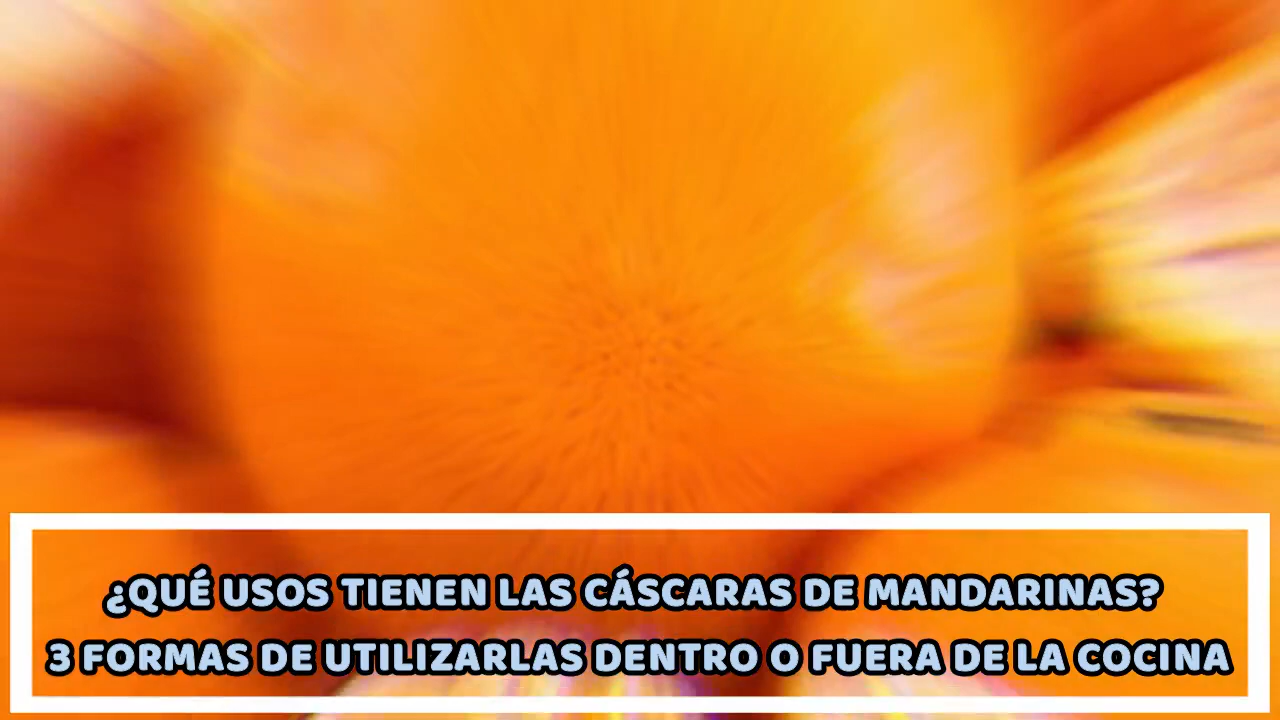 ¿QUÉ USOS TIENEN LAS CÁSCARAS DE MANDARINAS?
3 FORMAS DE UTILIZARLAS DENTRO O FUERA DE LA COCINA